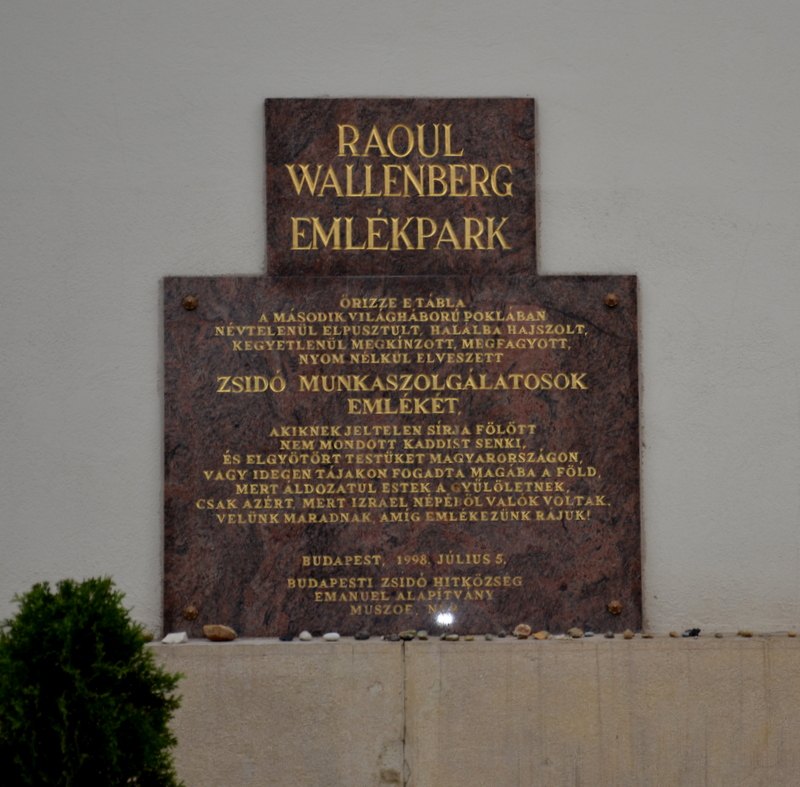 RAOUL
WALLENBERG
EMLÉKPARK
ŐRIZZE E TÁBLA
A MÁSODIK VILÁGHÁBORÚ POKLÁBAN
NÉVTELENÜL ELPUSZTULT, HALÁLBA HAJSZOLT,
KEGYETLENÜL MEGKÍNZOTT, MEGFAGYOTT,
NYOM NÉLKÜL ELVESZETT
ZSIDÓ MUNKASZOLGÁLATOSOK
EMLÉKÉT,
AKIKNEK JELTELEN SÍRJA FÖLÖTT
NEM MONDOTT KADDIST SENKI,
ÉS ELGYÖTÖRT TESTÜKET MAGYARORSZÁGON,
VAGY IDEGEN TÁJAKON FOGADTA MAGÁBA A FÖLD,
MERT ÁLDOZATUL ESTEK A GYŰLÖLETNEK,
CSAK AZÉRT, MERT IZRAEL NÉPÉBŐL VALÓK VOLTAK.
VELÜNK MARADNAK, AMÍG EMLÉKEZÜNK RÁJUK!
BUDAPEST, 1998. JÚLIUS 5.
BUDAPESTI ZSIDÓ HITKÖZSÉG
EMANUEL ALAPÍTVÁNY
MUSZOE,